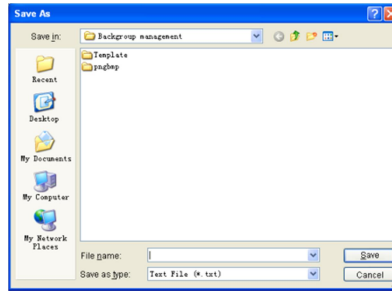 Save As
Save in:
Backgroup management
Template
pngbmp
Recent
Desktop
My Documents
My Computer
My Network
Places
File name:
Save
Save as type:
Text File (*.txt)
Cancel